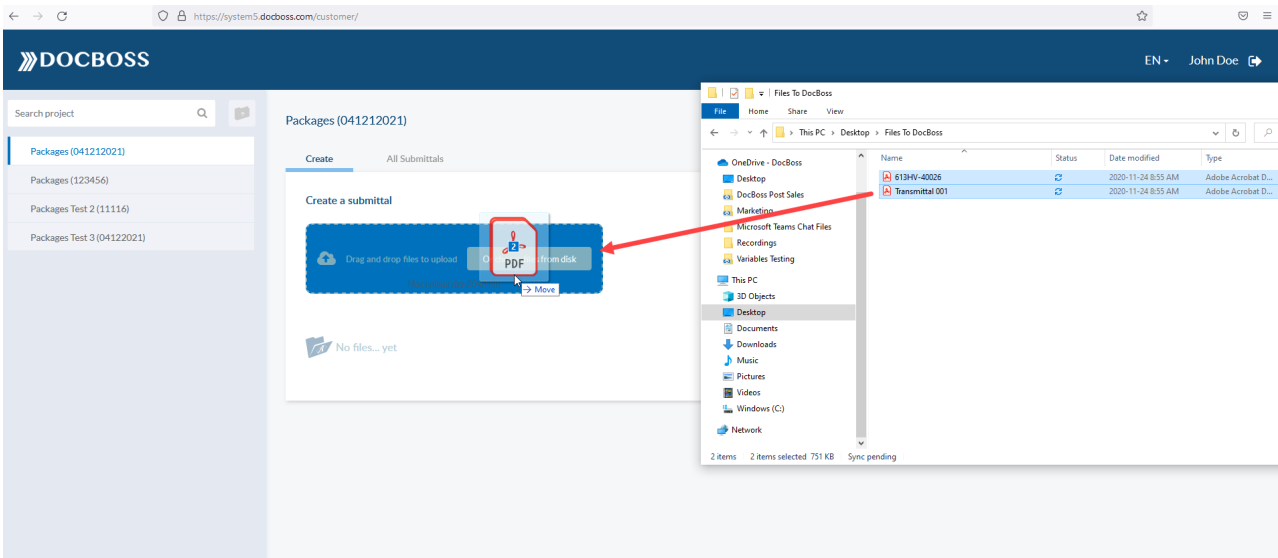 https://system5.docboss.com/customer/
DOCBOSS
EN
John Doe
Search project
Packages (041212021)
Packages (123456)
Packages Test 2 (11116)
Packages Test 3 (04122021)
Packages (041212021)
Create
All Submittals
Create a submittal
Drag and drop files to upload
from disk
2
PDF
Move
No files... yet
Files To DocBoss
File
Home
Share
View
This PC > Desktop > Files To DocBoss
Name
Status
Date modified
Type
OneDrive - DocBoss
Desktop
DocBoss Post Sales
Marketing
Microsoft Teams Chat Files
Recordings
Variables Testing
This PC
3D Objects
Desktop
Documents
Downloads
Music
Pictures
Videos
Windows (C:)
Network
613HV-40026
2020-11-24 8:55 AM
Adobe Acrobat D...
Transmittal 001
2020-11-24 8:55 AM
Adobe Acrobat D...
2 items
2 items selected 751 KB
Sync pending